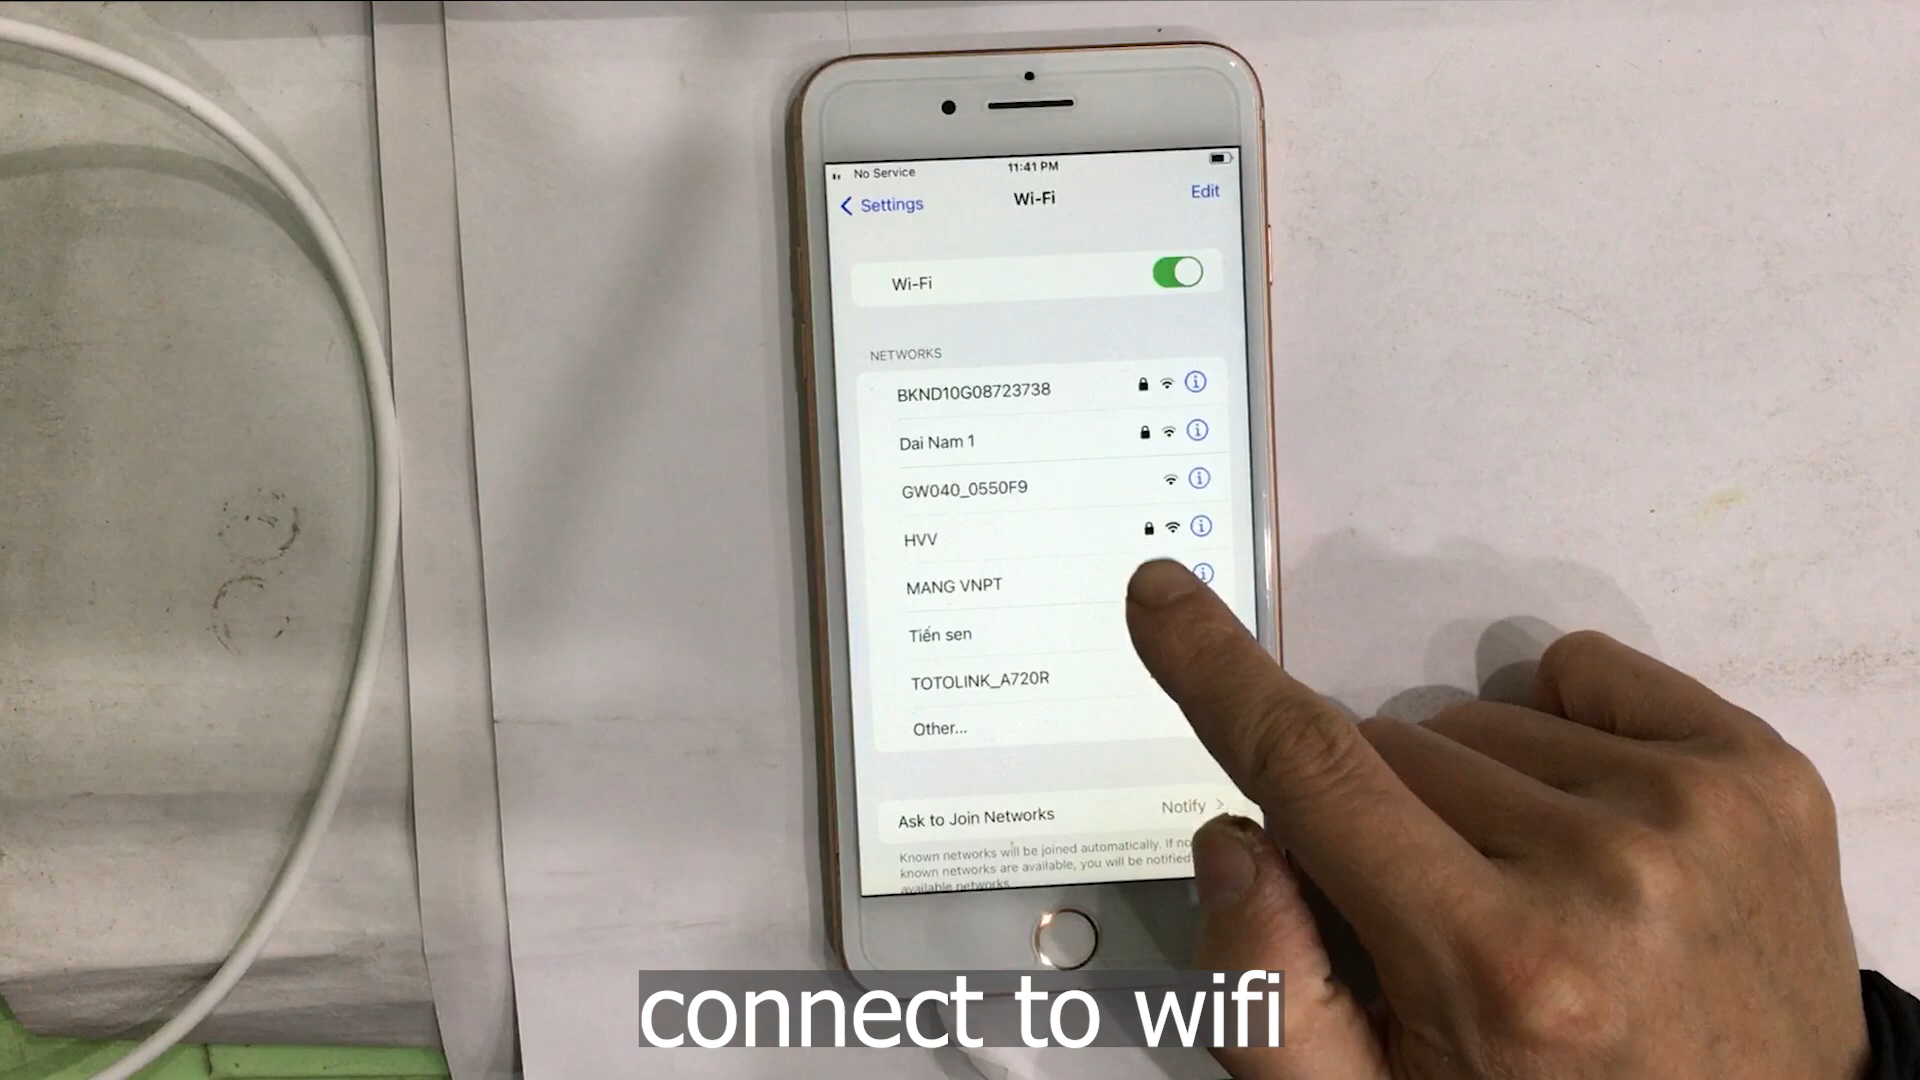 No Service
11:41 PM
Settings
Wi-Fi
Edit
Wi-Fi
NETWORKS
BKND10G08723738
Dai Nam 1
GW040_0550F9
HVV
MANG VNPT
Tiến sen
TOTOLINK_A720R
Other...
Ask to Join Networks
Notify
Known networks will be joined automatically. If no
known networks are available, you will be notified
available networks.
connect to wifi